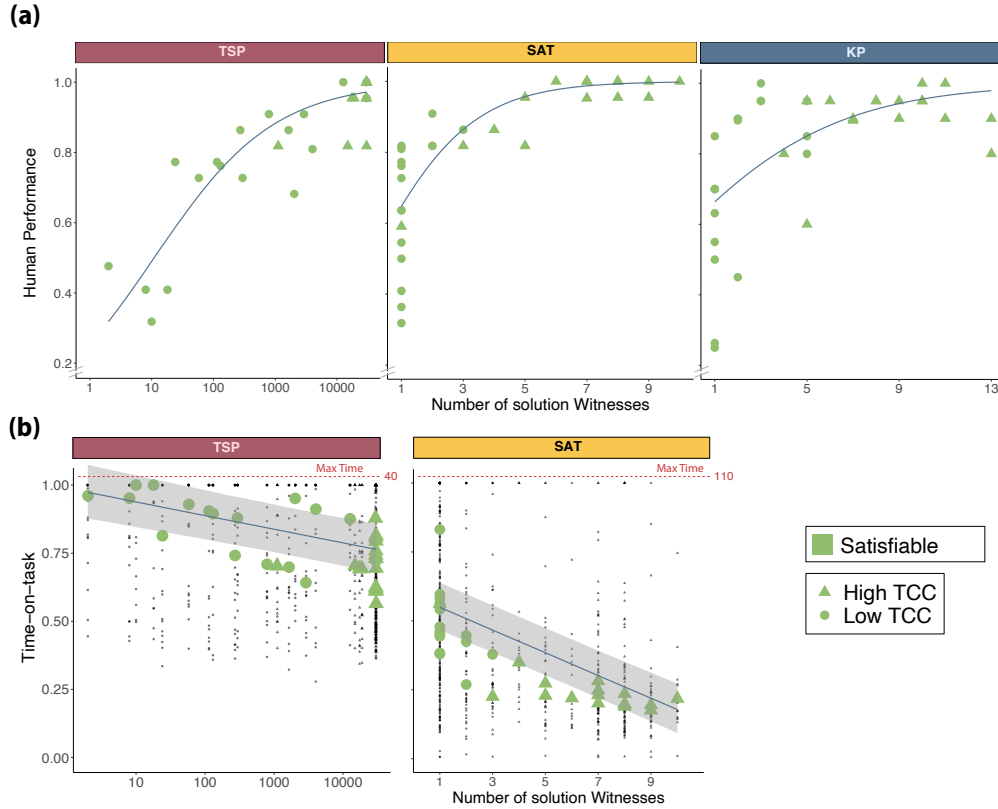 (a)
TSP SAT KP
Human Performance
1.0
0.8
0.6
0.4
0.2
1 10 100 1000 10000 1 3 5 7 9 1 5 9 13
Number of solution Witnesses
(b)
TSP SAT
Max Time 40 Max Time 110
Time−on−task
1.00
0.75
0.50
0.25
0.00
10 100 1000 10000 1 3 5 7 9
Number of solution Witnesses
Satisfiable
High TCC
Low TCC